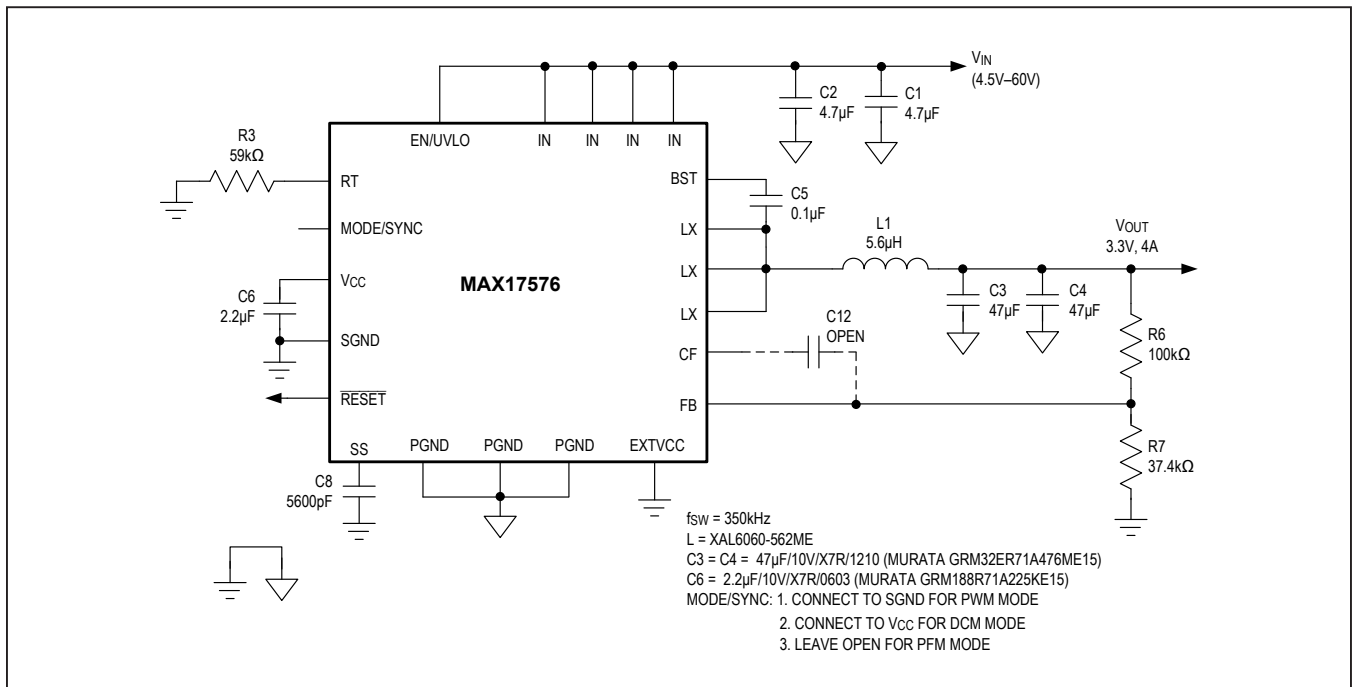 VIN
(4.5V–60V)
C2
4.7µF
C1
4.7µF
R3
59kΩ
EN/UVLO
IN
IN
IN
IN
RT
BST
C5
0.1µF
MODE/SYNC
LX
L1
5.6µH
VOUT
3.3V, 4A
VCC
MAX17576
LX
C6
2.2µF
C3
47µF
C4
47µF
LX
C12
OPEN
R6
100kΩ
SGND
CF
RESET
FB
SS
PGND
PGND
PGND
EXTVCC
R7
37.4kΩ
C8
5600pF
fSW = 350kHz
L = XAL6060-562ME
C3 = C4 = 47µF/10V/X7R/1210 (MURATA GRM32ER71A476ME15)
C6 = 2.2µF/10V/X7R/0603 (MURATA GRM188R71A225KE15)
MODE/SYNC: 1. CONNECT TO SGND FOR PWM MODE
2. CONNECT TO VCC FOR DCM MODE
3. LEAVE OPEN FOR PFM MODE